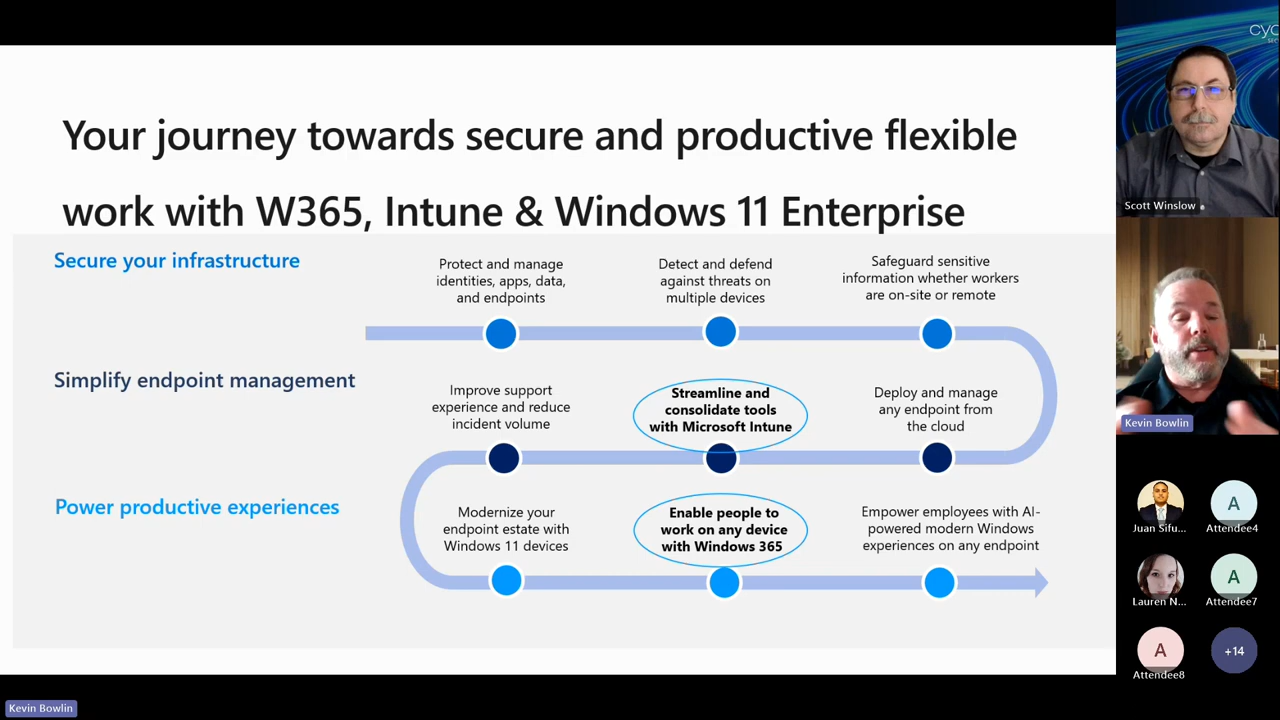 Your journey towards secure and productive flexible
work with W365, Intune & Windows 11 Enterprise
Secure your infrastructure
Protect and manage
identities, apps, data,
and endpoints
Detect and defend
against threats on
multiple devices
Safeguard sensitive
information whether workers
are on-site or remote
Simplify endpoint management
Improve support
experience and reduce
incident volume
Streamline and
consolidate tools
with Microsoft Intune
Deploy and manage
any endpoint from
the cloud
Power productive experiences
Modernize your
endpoint estate with
Windows 11 devices
Enable people to
work on any device
with Windows 365
Empower employees with AI-
powered modern Windows
experiences on any endpoint
Scott Winslow
Kevin Bowlin
Juan Sifu...
A
Attendee4
Lauren N...
A
Attendee7
A
Attendee8
+14
Kevin Bowlin